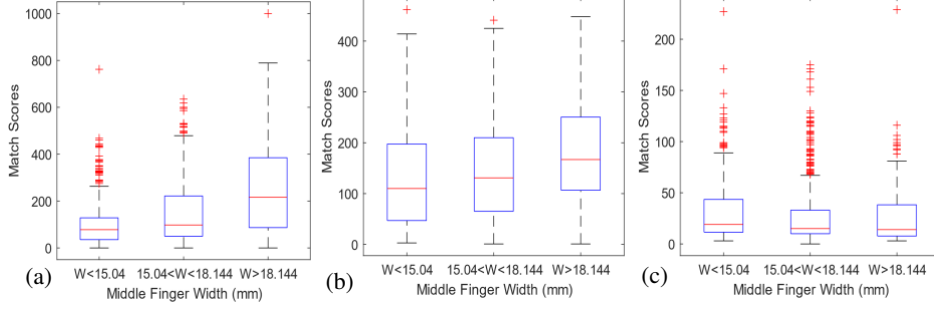 1000
800
600
400
200
0
Match Scores
W<15.04 15.04<W<18.144 W>18.144
Middle Finger Width (mm)
(a)
400
300
200
100
0
Match Scores
W<15.04 15.04<W<18.144 W>18.144
Middle Finger Width (mm)
(b)
200
150
100
50
0
Match Scores
W<15.04 15.04<W<18.144 W>18.144
Middle Finger Width (mm)
(c)